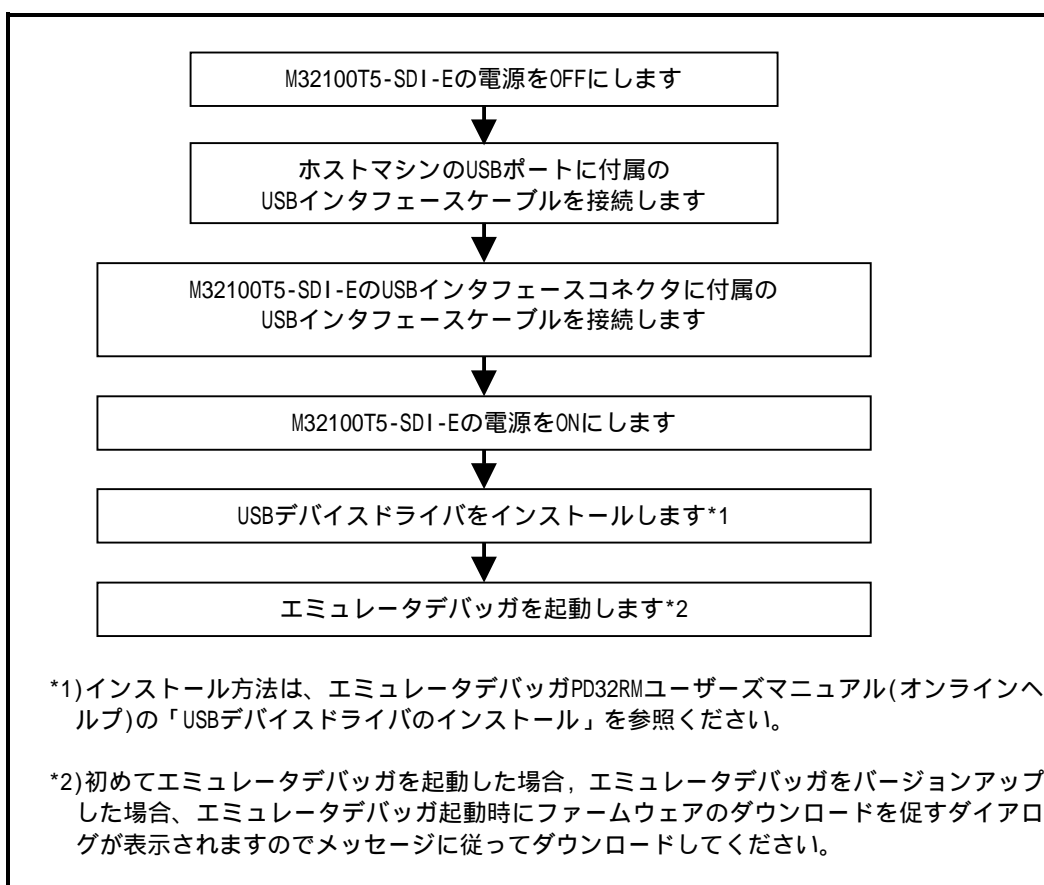 M32100T5-SDI-Eの電源をOFFにします
ホストマシンのUSBポートに付属の
USBインタフェースケーブルを接続します
M32100T5-SDI-EのUSBインタフェースコネクタに付属の
USBインタフェースケーブルを接続します
M32100T5-SDI-Eの電源をONにします
USBデバイスドライバをインストールします*1
エミュレータデバッガを起動します*2
*1)インストール方法は、エミュレータデバッガPD32RMユーザーズマニュアル(オンラインヘ
ルプ)の「USBデバイスドライバのインストール」を参照ください。
*2)初めてエミュレータデバッガを起動した場合,エミュレータデバッガをバージョンアップ
した場合、エミュレータデバッガ起動時にファームウェアのダウンロードを促すダイアロ
グが表示されますのでメッセージに従ってダウンロードしてください。